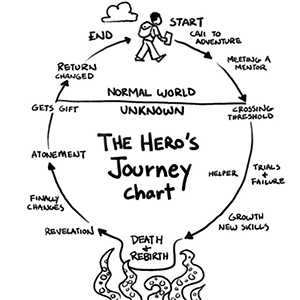 START
CALL TO
ADVENTURE
MEETING A
MENTOR
NORMAL WORLD
UNKNOWN
CROSSING
THRESHOLD
THE HERO'S
JOURNEY
CHART
HELPER
TRIALS
+
FAILURE
GROWTH
NEW SKILLS
DEATH
+
REBIRTH
REVELATION
FINALLY
CHANGES
ATONEMENT
GETS GIFT
RETURN
CHANGED
END